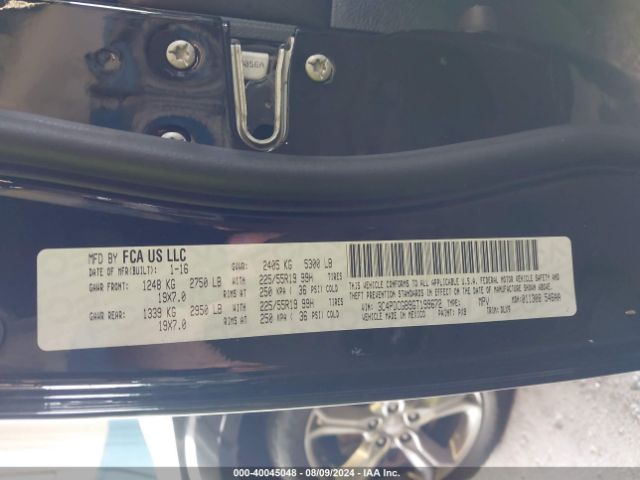 MFD BY FCA US LLC
DATE OF MFR(BUILT): 1-16
GVWR: 2405 KG 5300 LB
GAWR FRONT: 1248 KG 2750 LB
19X7.0
RIMS AT
225/55R19 99H TIRES
250 KPA ( 36 PSI) COLD
GAWR REAR: 1339 KG 2950 LB
19X7.0
RIMS AT
225/55R19 99H TIRES
250 KPA ( 36 PSI) COLD
THIS VEHICLE CONFORMS TO ALL APPLICABLE U.S.A. FEDERAL MOTOR VEHICLE SAFETY AND
THEFT PREVENTION STANDARDS IN EFFECT ON THE DATE OF MANUFACTURE SHOWN ABOVE.
VIN: TYPE: MPV MDH:
VEHICLE MADE IN MEXICO PAINT: PX8 TRIM:
000-40045048 - 08/09/2024 - IAA Inc.